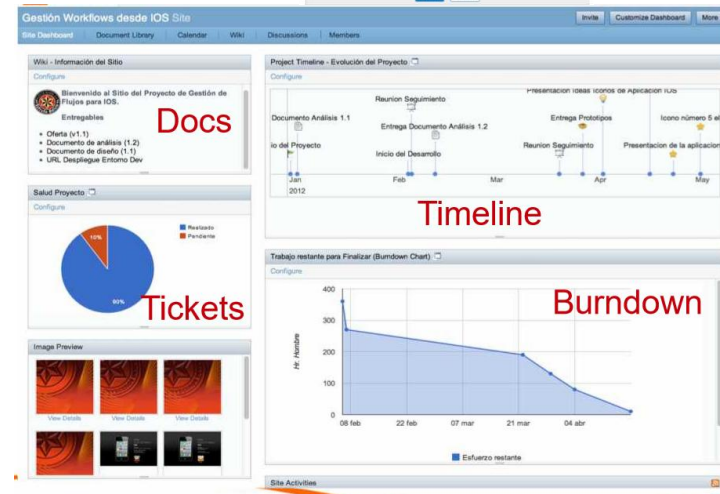 Gestión Workflows desde IOS Site
Invite
Customize Dashboard
More
Site Dashboard
Document Library
Calendar
Wiki
Discussions
Members
Wiki - Información del Sitio
Configure
Bienvenido al Sitio del Proyecto de Gestión de
Flujos para IOS.
Entregables
Oferta (v1.1)
Documento de análisis (1.2)
Documento de diseño (1.1)
URL Despliegue Entorno Dev
Docs
Project Timeline - Evolución del Proyecto
Configure
Presentacion Ideas Iconos de Aplicación IOS
Reunion Seguimiento
Documento Análisis 1.1
Entrega Documento Análisis 1.2
Entrega Prototipos
Icono número 5 el
io del Proyecto
Inicio del Desarrollo
Reunion Seguimiento
Presentacion de la aplicacion
Jan
Feb
Mar
Apr
May
2012
Timeline
Salud Proyecto
Configure
Realizado
Pendiente
10%
90%
Tickets
Trabajo restante para Finalizar (Burndown Chart)
Configure
Burndown
400
300
200
100
0
Hr. Hombre
08 feb
22 feb
07 mar
21 mar
04 abr
Esfuerzo restante
Image Preview
View Details
View Details
View Details
Site Activities